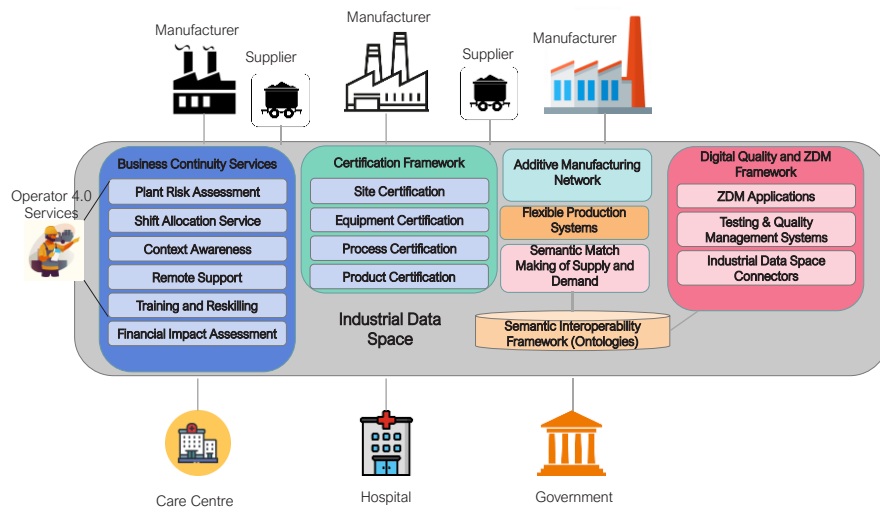 Manufacturer
Supplier
Manufacturer
Supplier
Manufacturer
Operator 4.0
Services
Business Continuity Services
Plant Risk Assessment
Shift Allocation Service
Context Awareness
Remote Support
Training and Reskilling
Financial Impact Assessment
Certification Framework
Site Certification
Equipment Certification
Process Certification
Product Certification
Additive Manufacturing
Network
Flexible Production
Systems
Semantic Match
Making of Supply and
Demand
Digital Quality and ZDM
Framework
ZDM Applications
Testing & Quality
Management Systems
Industrial Data Space
Connectors
Industrial Data
Space
Semantic Interoperability
Framework (Ontologies)
Care Centre
Hospital
Government